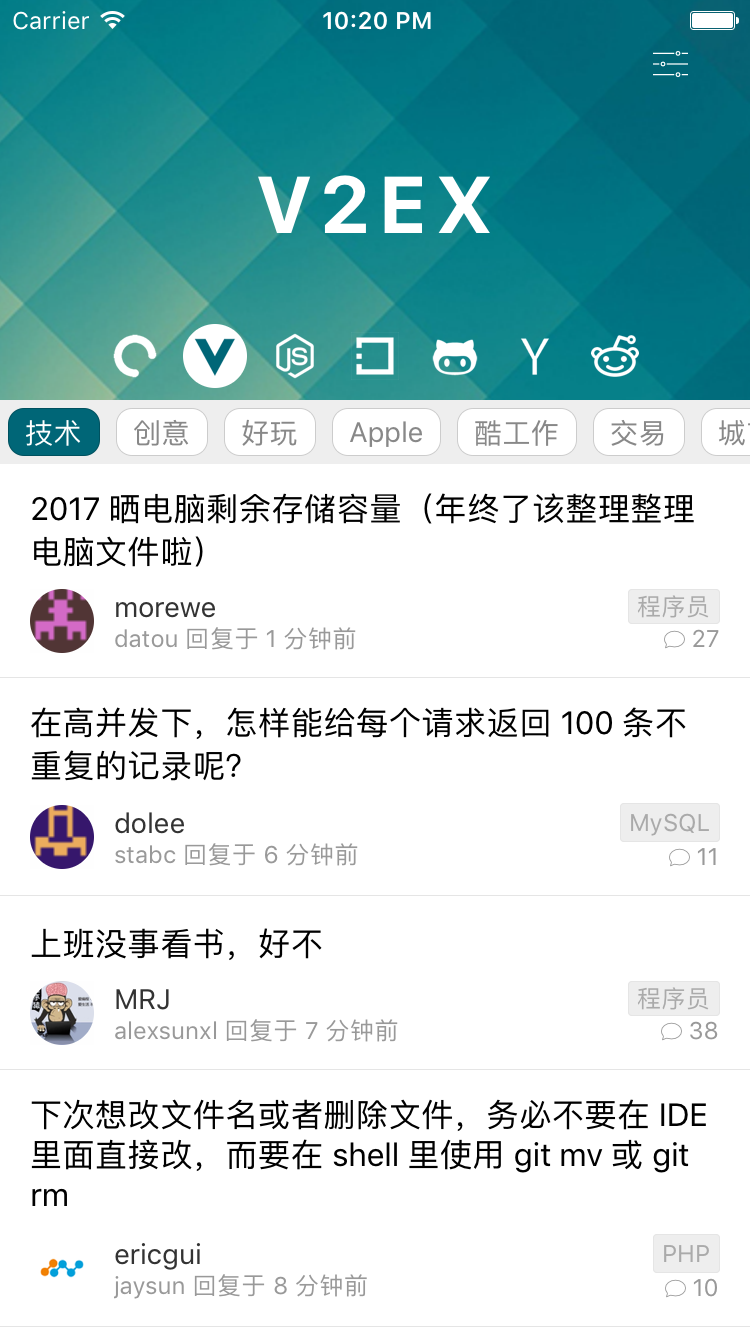 Carrier 10:20 PM
V2EX
JS Y
技术 创意 好玩 Apple 酷工作 交易 城
2017 晒电脑剩余存储容量（年终了该整理整理
电脑文件啦）
morewe 程序员
datou 回复于 1 分钟前 27
在高并发下，怎样能给每个请求返回 100 条不
重复的记录呢?
dolee MySQL
stabc 回复于 6 分钟前 11
上班没事看书，好不
MRJ 程序员
alexsunxl 回复于 7 分钟前 38
下次想改文件名或者删除文件，务必不要在 IDE
里面直接改，而要在 shell 里使用 git mv 或 git
rm
ericgui PHP
jaysun 回复于 8 分钟前 10